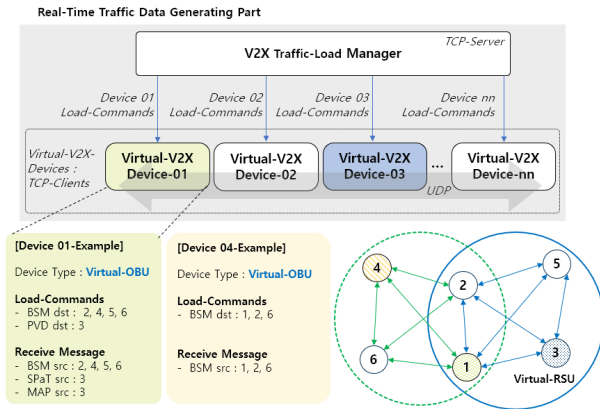 Real-Time Traffic Data Generating Part
TCP-Server
V2X Traffic-Load Manager
Device 01
Load-Commands
Device 02
Load-Commands
Device 03
Load-Commands
Device nn
Load-Commands
Virtual-V2X-
Devices :
TCP-Clients
Virtual-V2X
Device-01
Virtual-V2X
Device-02
Virtual-V2X
Device-03
...
Virtual-V2X
Device-nn
UDP
[Device 01-Example]
Device Type : Virtual-OBU
Load-Commands
- BSM dst : 2, 4, 5, 6
- PVD dst : 3
Receive Message
- BSM src : 2, 4, 5, 6
- SPaT src : 3
- MAP src : 3
[Device 04-Example]
Device Type : Virtual-OBU
Load-Commands
- BSM dst : 1, 2, 6
Receive Message
- BSM src : 1, 2, 6
4
2
5
6
1
3
Virtual-RSU